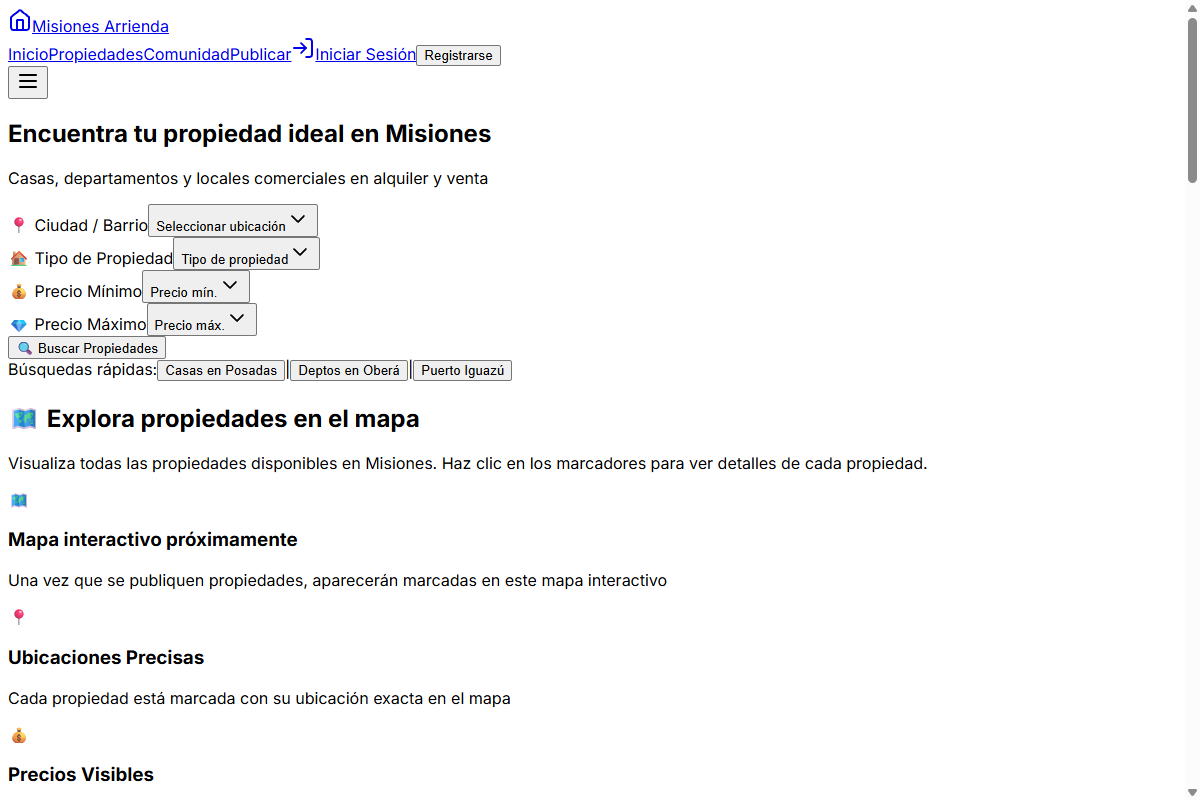 Misiones Arrienda
InicioPropiedadesComunidadPublicar Iniciar Sesión Registrarse
Encuentra tu propiedad ideal en Misiones
Casas, departamentos y locales comerciales en alquiler y venta
📍 Ciudad / Barrio Seleccionar ubicación
🏠 Tipo de Propiedad Tipo de propiedad
💰 Precio Mínimo Precio mín.
💎 Precio Máximo Precio máx.
🔍 Buscar Propiedades
Búsquedas rápidas: Casas en Posadas | Deptos en Oberá | Puerto Iguazú
🗺️ Explora propiedades en el mapa
Visualiza todas las propiedades disponibles en Misiones. Haz clic en los marcadores para ver detalles de cada propiedad.
🗺️
Mapa interactivo próximamente
Una vez que se publiquen propiedades, aparecerán marcadas en este mapa interactivo
📍
Ubicaciones Precisas
Cada propiedad está marcada con su ubicación exacta en el mapa
💰
Precios Visibles